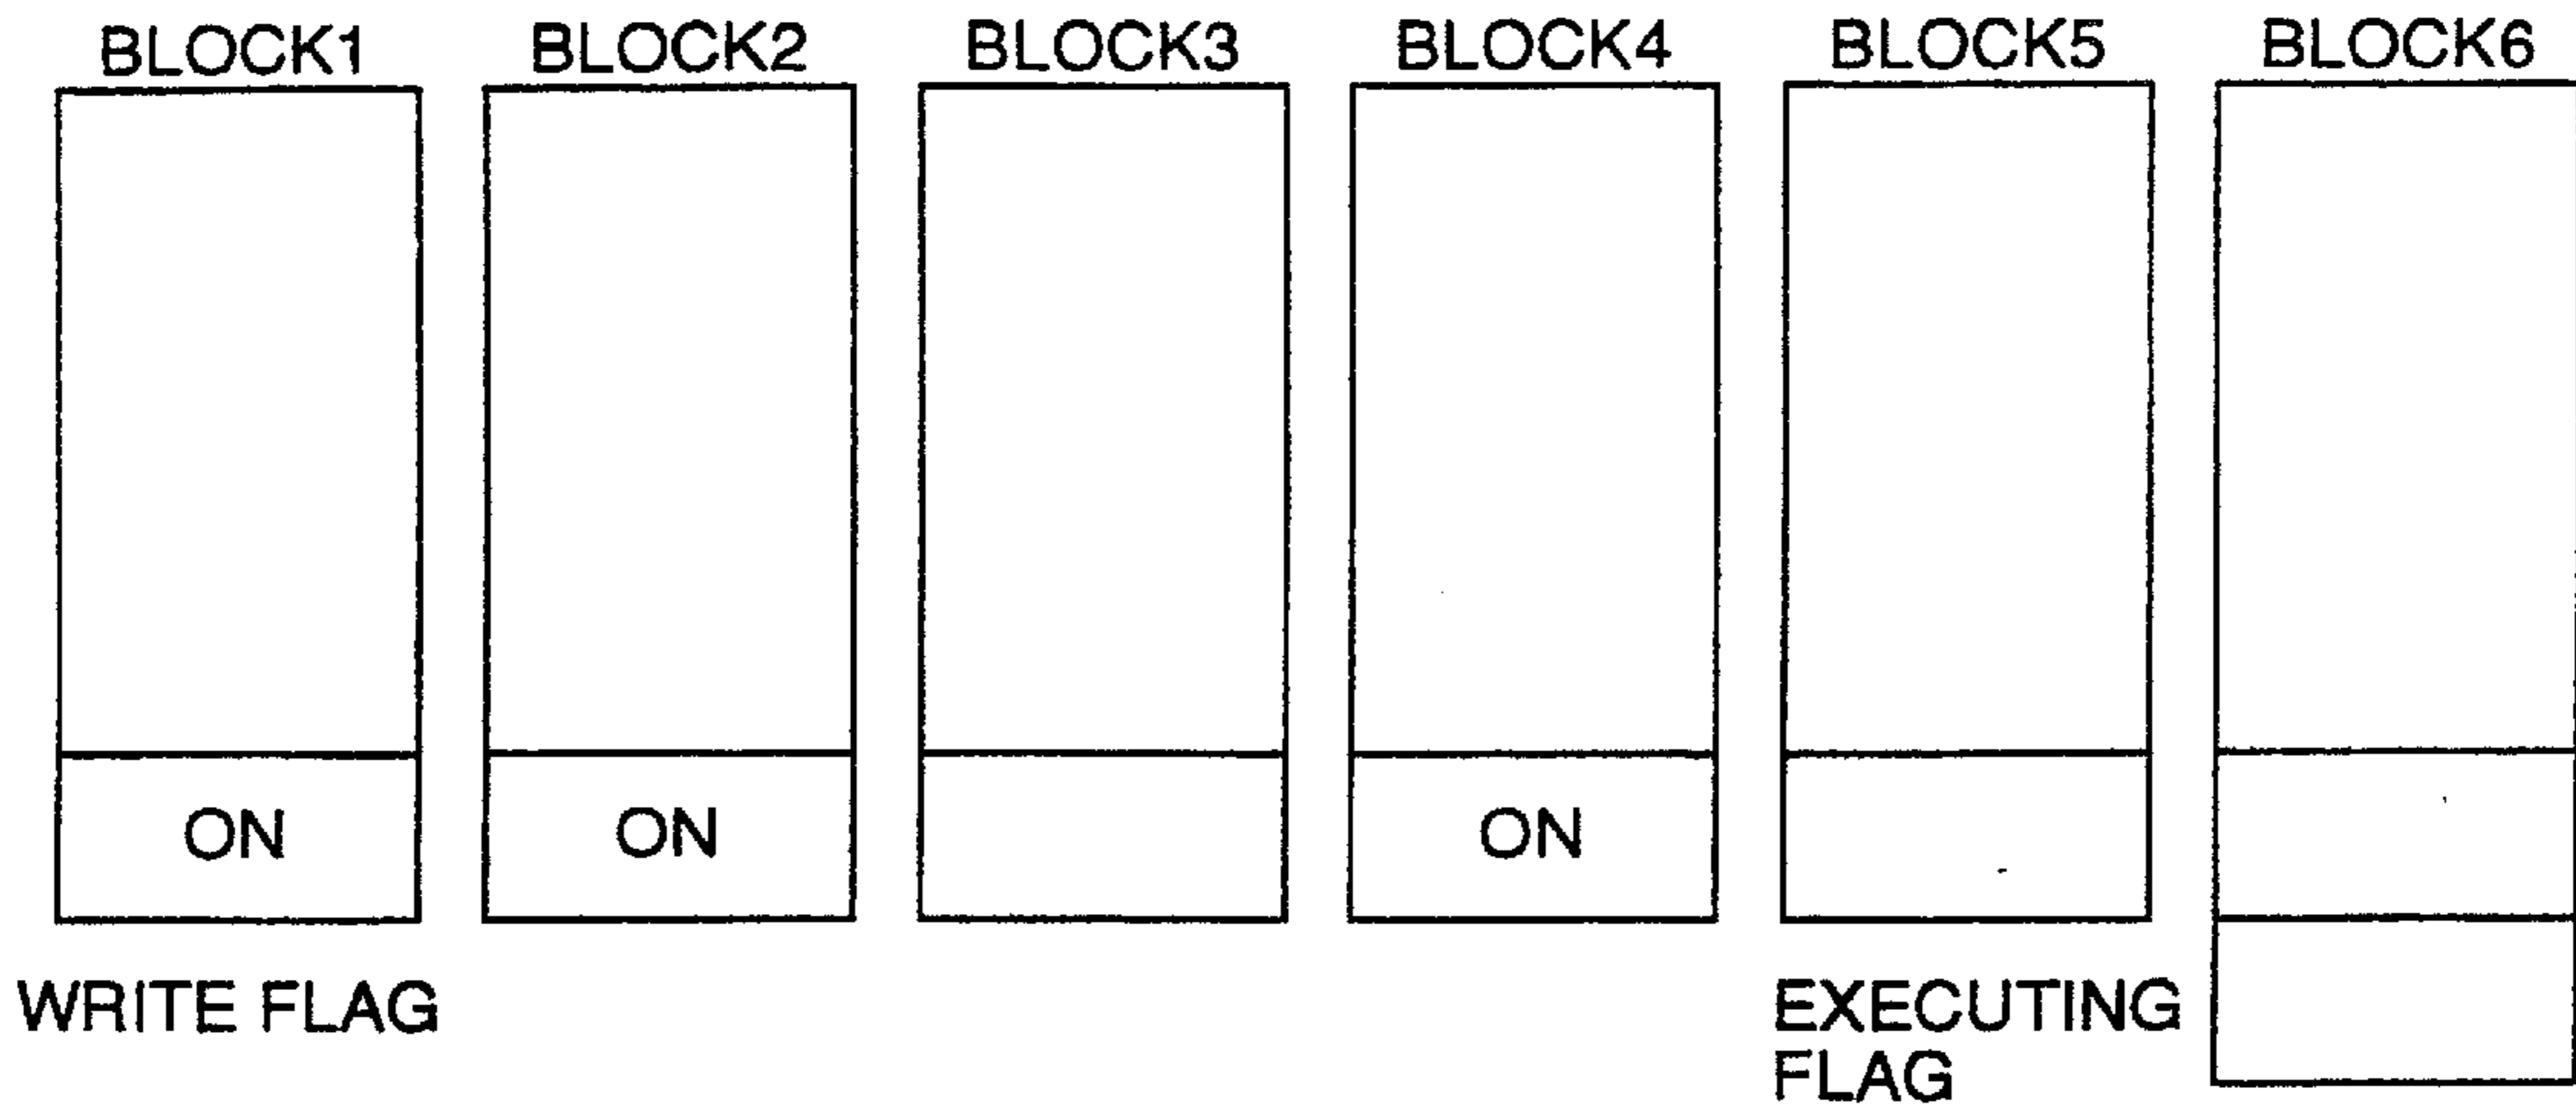 BLOCK1 BLOCK2 BLOCK3 BLOCK4 BLOCK5 BLOCK6
ON ON ON
WRITE FLAG
EXECUTING
FLAG